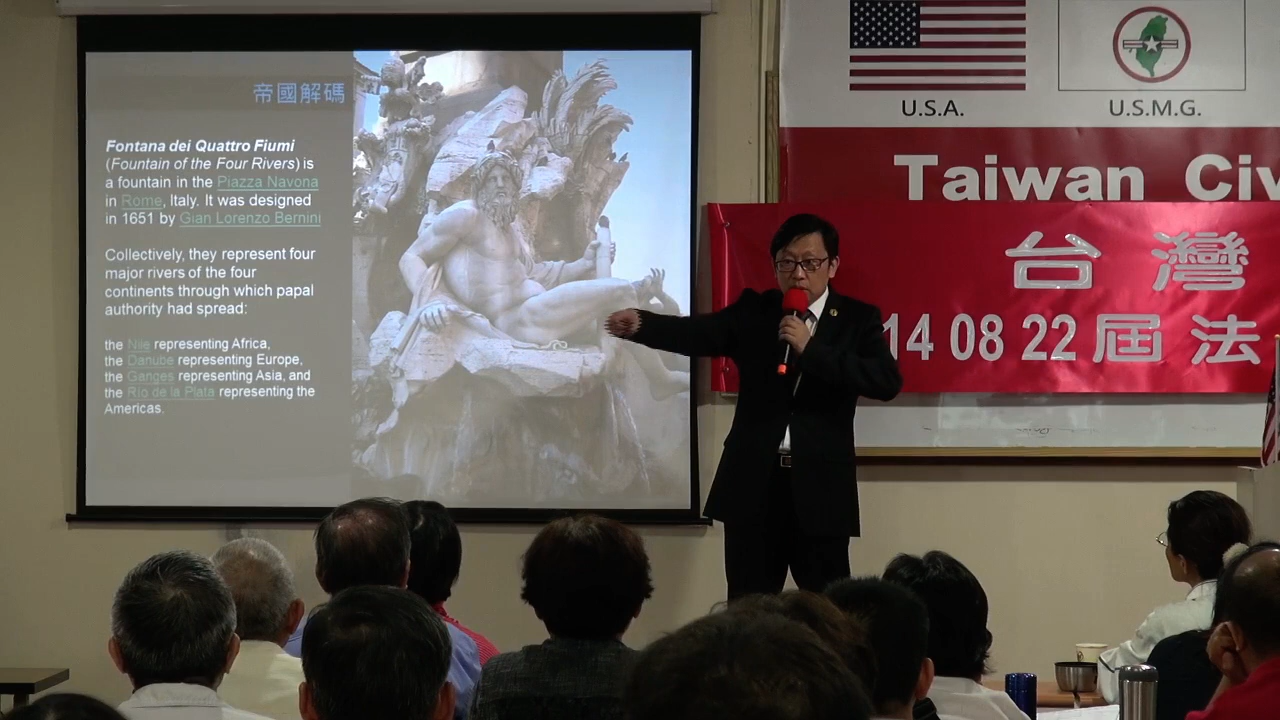 帝國解碼
Fontana dei Quattro Fiumi
(Fountain of the Four Rivers) is
a fountain in the Piazza Navona
in Rome, Italy. It was designed
in 1651 by Gian Lorenzo Bernini
Collectively, they represent four
major rivers of the four
continents through which papal
authority had spread:
the Nile representing Africa,
the Danube representing Europe,
the Ganges representing Asia, and
the Río de la Plata representing the
Americas.
U.S.A.
U.S.M.G.
Taiwan Civ
台灣
14 08 22 屆 法